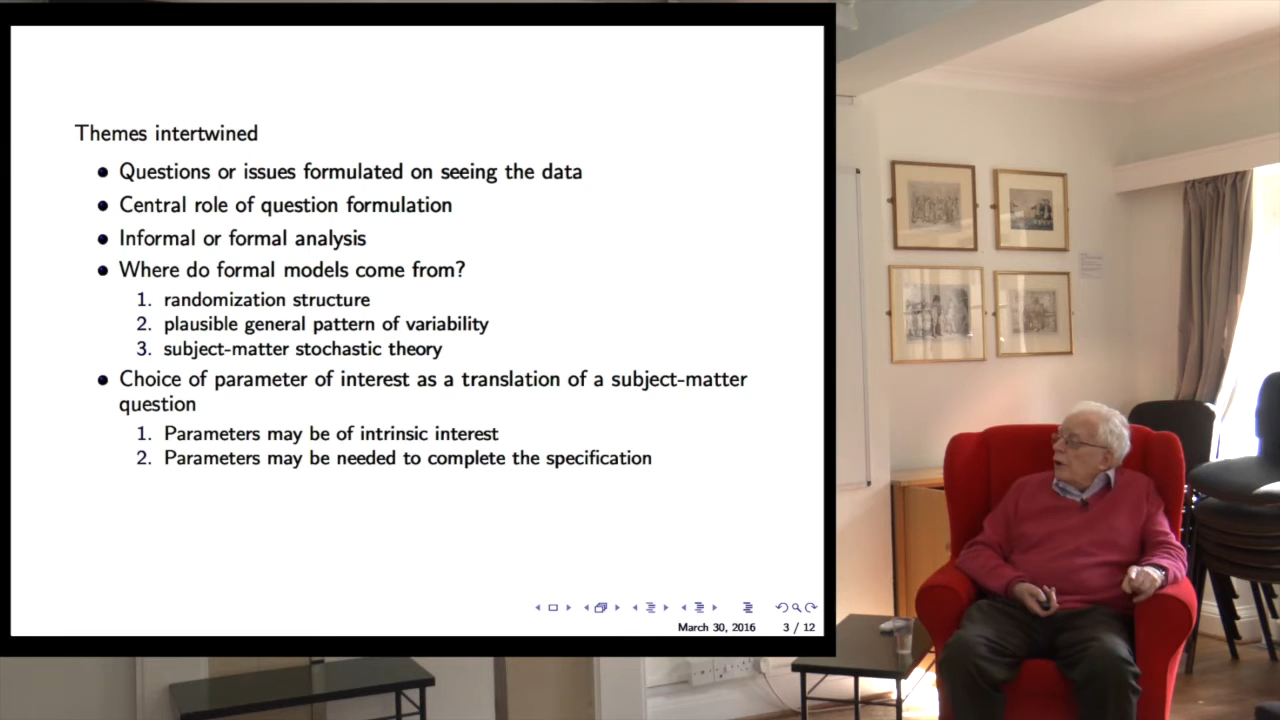 Themes intertwined
Questions or issues formulated on seeing the data
Central role of question formulation
Informal or formal analysis
Where do formal models come from?
1. randomization structure
2. plausible general pattern of variability
3. subject-matter stochastic theory
Choice of parameter of interest as a translation of a subject-matter
question
1. Parameters may be of intrinsic interest
2. Parameters may be needed to complete the specification
March 30, 2016 3 / 12